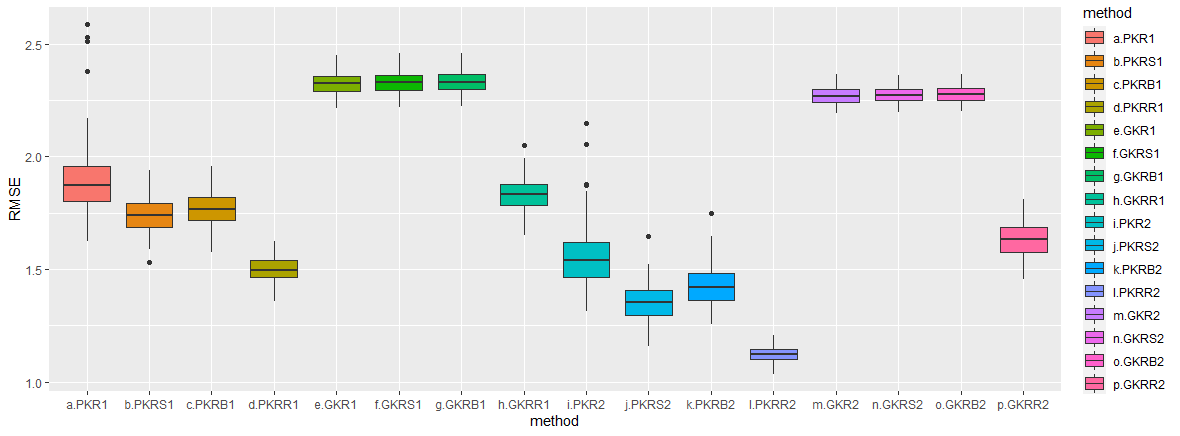 RMSE
2.5
2.0
1.5
1.0
a.PKR1 b.PKRS1 c.PKRB1 d.PKRR1 e.GKR1 f.GKRS1 g.GKRB1 h.GKRR1 i.PKR2 j.PKRS2 k.PKRB2 l.PKRR2 m.GKR2 n.GKRS2 o.GKRB2 p.GKRR2
method
method
a.PKR1
b.PKRS1
c.PKRB1
d.PKRR1
e.GKR1
f.GKRS1
g.GKRB1
h.GKRR1
i.PKR2
j.PKRS2
k.PKRB2
l.PKRR2
m.GKR2
n.GKRS2
o.GKRB2
p.GKRR2